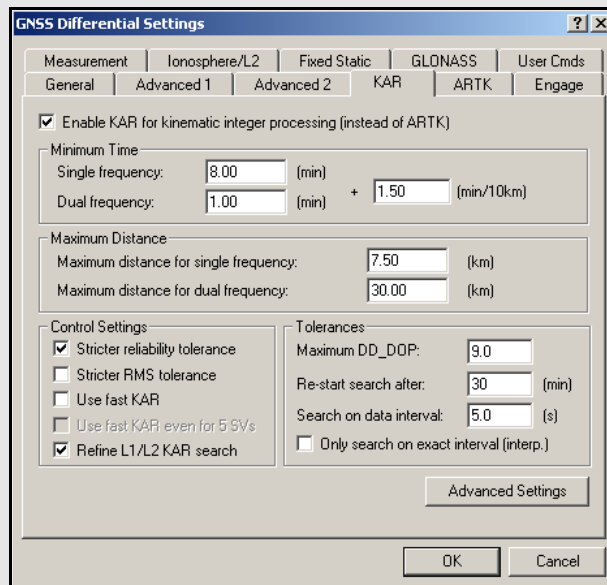 GNSS Differential Settings
Measurement Ionosphere/L2 Fixed Static GLONASS User Cmds
General Advanced 1 Advanced 2 KAR ARTK Engage
Enable KAR for kinematic integer processing (instead of ARTK)
Minimum Time
Single frequency: 8.00 (min)
Dual frequency: 1.00 (min) + 1.50 (min/10km)
Maximum Distance
Maximum distance for single frequency: 7.50 (km)
Maximum distance for dual frequency: 30.00 (km)
Control Settings
Stricter reliability tolerance
Stricter RMS tolerance
Use fast KAR
Use fast KAR even for 5 SVs
Refine L1/L2 KAR search
Tolerances
Maximum DD_DOP: 9.0
Re-start search after: 30 (min)
Search on data interval: 5.0 (s)
Only search on exact interval (interp.)
Advanced Settings
OK Cancel